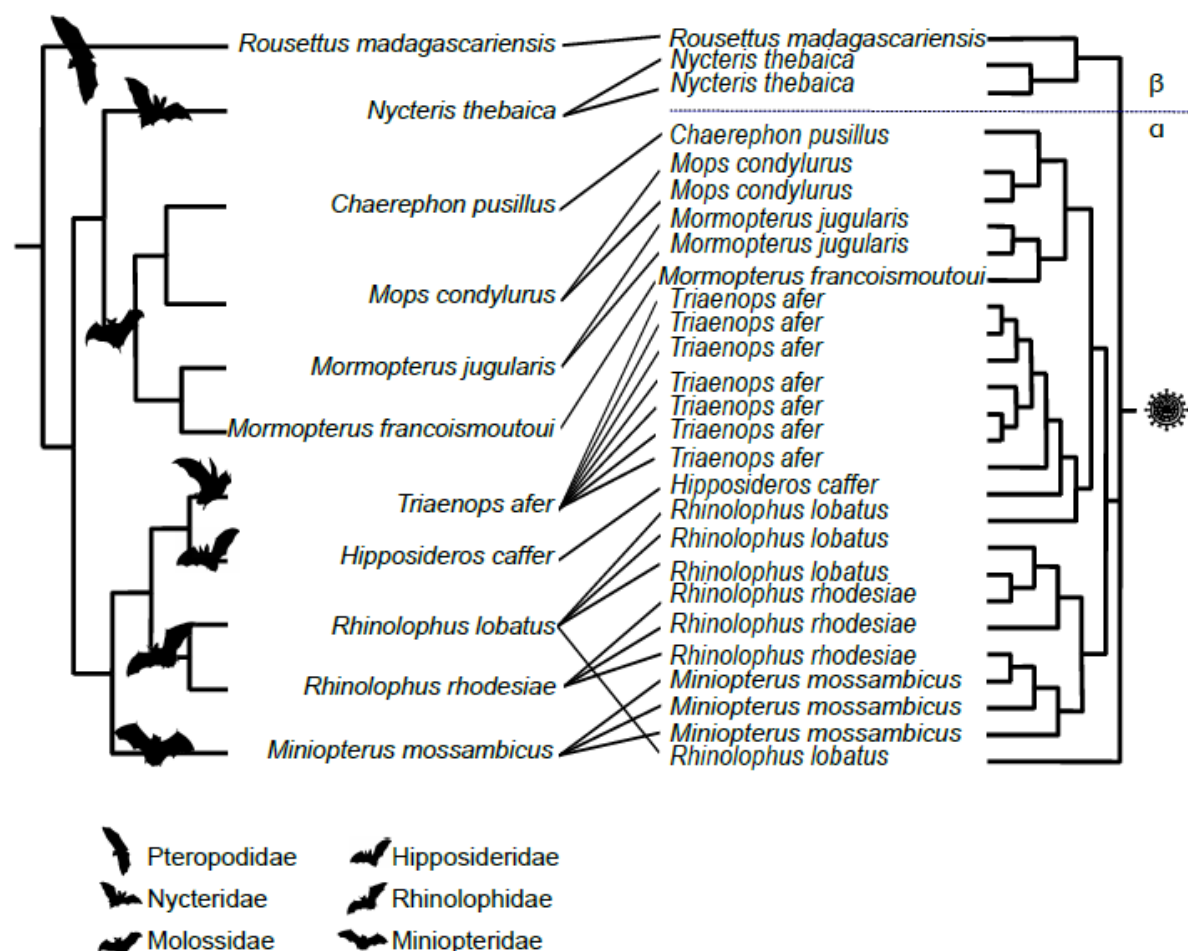 Rousettus madagascariensis
Nycteris thebaica
Chaerephon pusillus
Mops condylurus
Mormopterus jugularis
Mormopterus francoismoutoui
Triaenops afer
Hipposideros caffer
Rhinolophus lobatus
Rhinolophus rhodesiae
Miniopterus mossambicus
Rousettus madagascariensis
Nycteris thebaica
Nycteris thebaica
Chaerephon pusillus
Mops condylurus
Mops condylurus
Mormopterus jugularis
Mormopterus jugularis
Mormopterus francoismoutoui
Triaenops afer
Triaenops afer
Triaenops afer
Triaenops afer
Triaenops afer
Triaenops afer
Triaenops afer
Hipposideros caffer
Rhinolophus lobatus
Rhinolophus lobatus
Rhinolophus lobatus
Rhinolophus rhodesiae
Rhinolophus rhodesiae
Rhinolophus rhodesiae
Miniopterus mossambicus
Miniopterus mossambicus
Miniopterus mossambicus
Rhinolophus lobatus
β
α
Pteropodidae
Nycteridae
Molossidae
Hipposideridae
Rhinolophidae
Miniopteridae